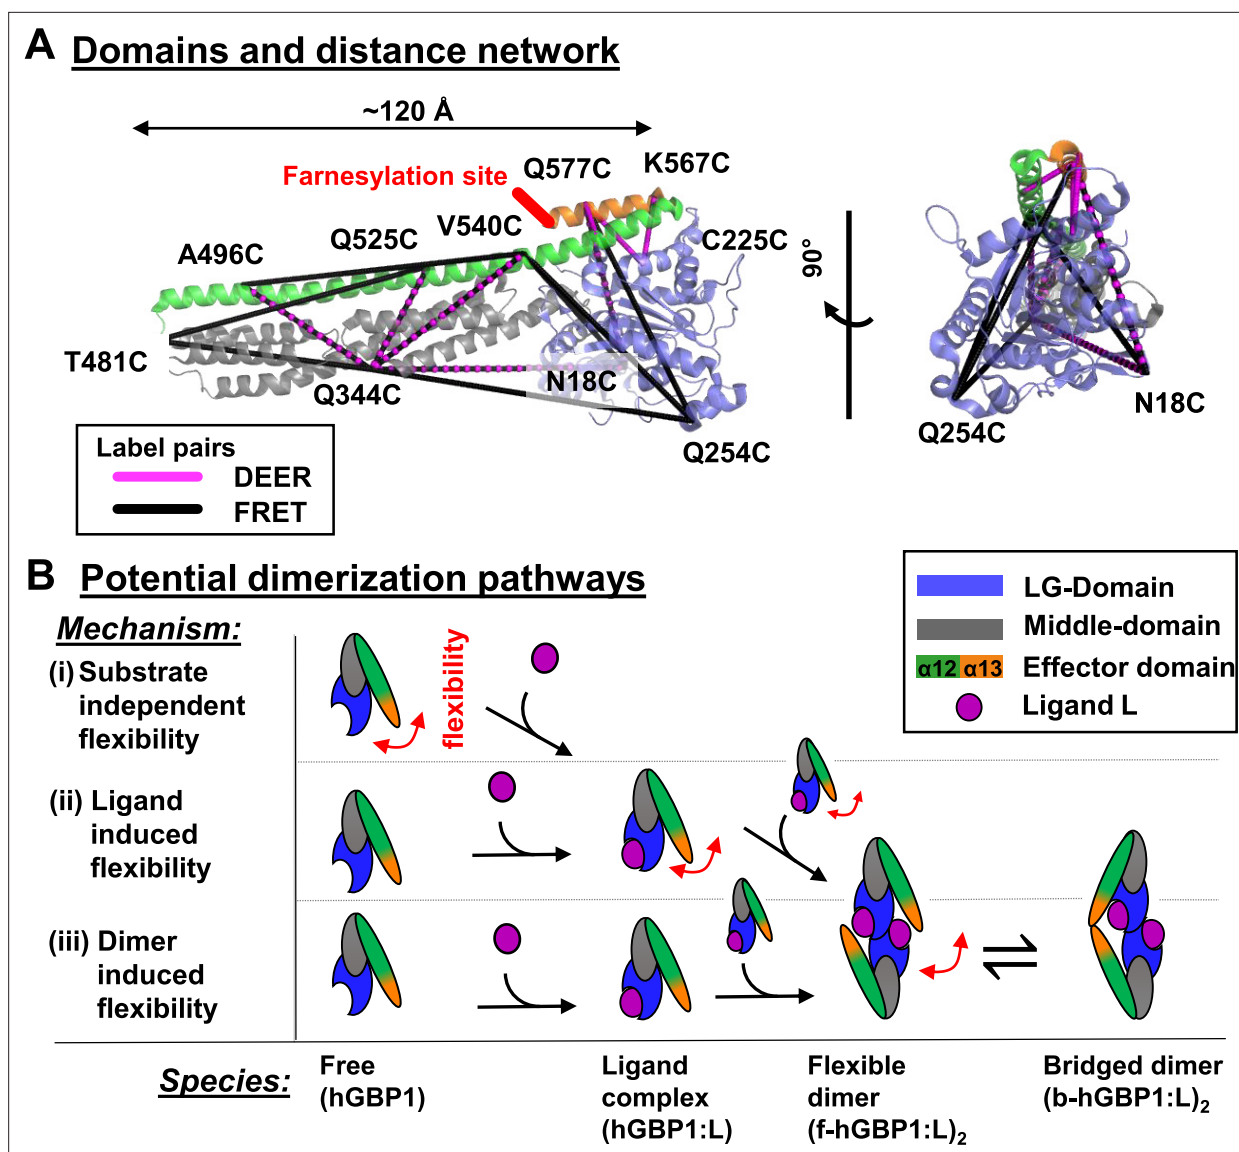 A Domains and distance network
~120 Å
Farnesylation site
Q577C
K567C
V540C
Q525C
A496C
C225C
T481C
Q344C
N18C
Q254C
90°
N18C
Q254C
Label pairs
DEER
FRET
B Potential dimerization pathways
LG-Domain
Middle-domain
α12 α13 Effector domain
Ligand L
Mechanism:
(i) Substrate
independent
flexibility
flexibility
(ii) Ligand
induced
flexibility
(iii) Dimer
induced
flexibility
Species:
Free
(hGBP1)
Ligand
complex
(hGBP1:L)
Flexible
dimer
(f-hGBP1:L)2
Bridged dimer
(b-hGBP1:L)2